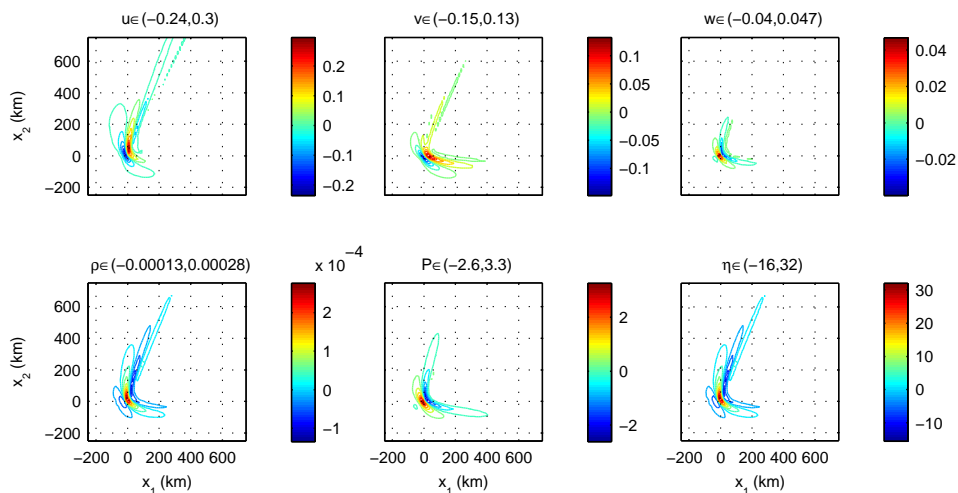 u∈(−0.24,0.3)
v∈(−0.15,0.13)
w∈(−0.04,0.047)
x₂ (km)
600
400
200
0
−200
0.2
0.1
0
−0.1
−0.2
0.1
0.05
0
−0.05
−0.1
0.04
0.02
0
−0.02
ρ∈(−0.00013,0.00028)
x 10⁻⁴
P∈(−2.6,3.3)
η∈(−16,32)
x₂ (km)
600
400
200
0
−200
2
1
0
−1
2
0
−2
30
20
10
0
−10
−200 0 200 400 600
−200 0 200 400 600
−200 0 200 400 600
x₁ (km)
x₁ (km)
x₁ (km)